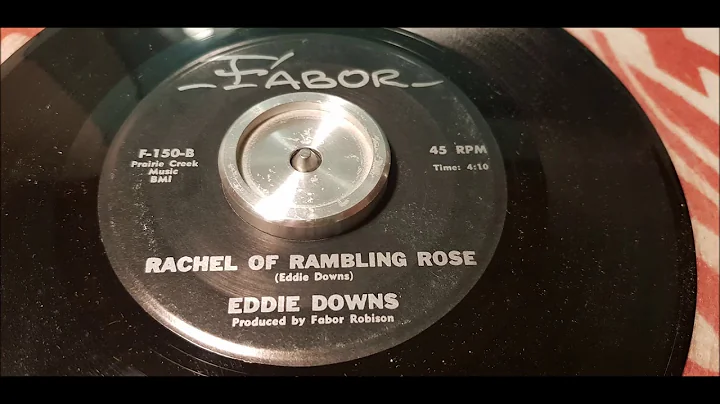 FABOR
F-150-B
Prairie Creek
Music
BMI
45 RPM
Time: 4:10
RACHEL OF RAMBLING ROSE
(Eddie Downs)
EDDIE DOWNS
Produced by Fabor Robison